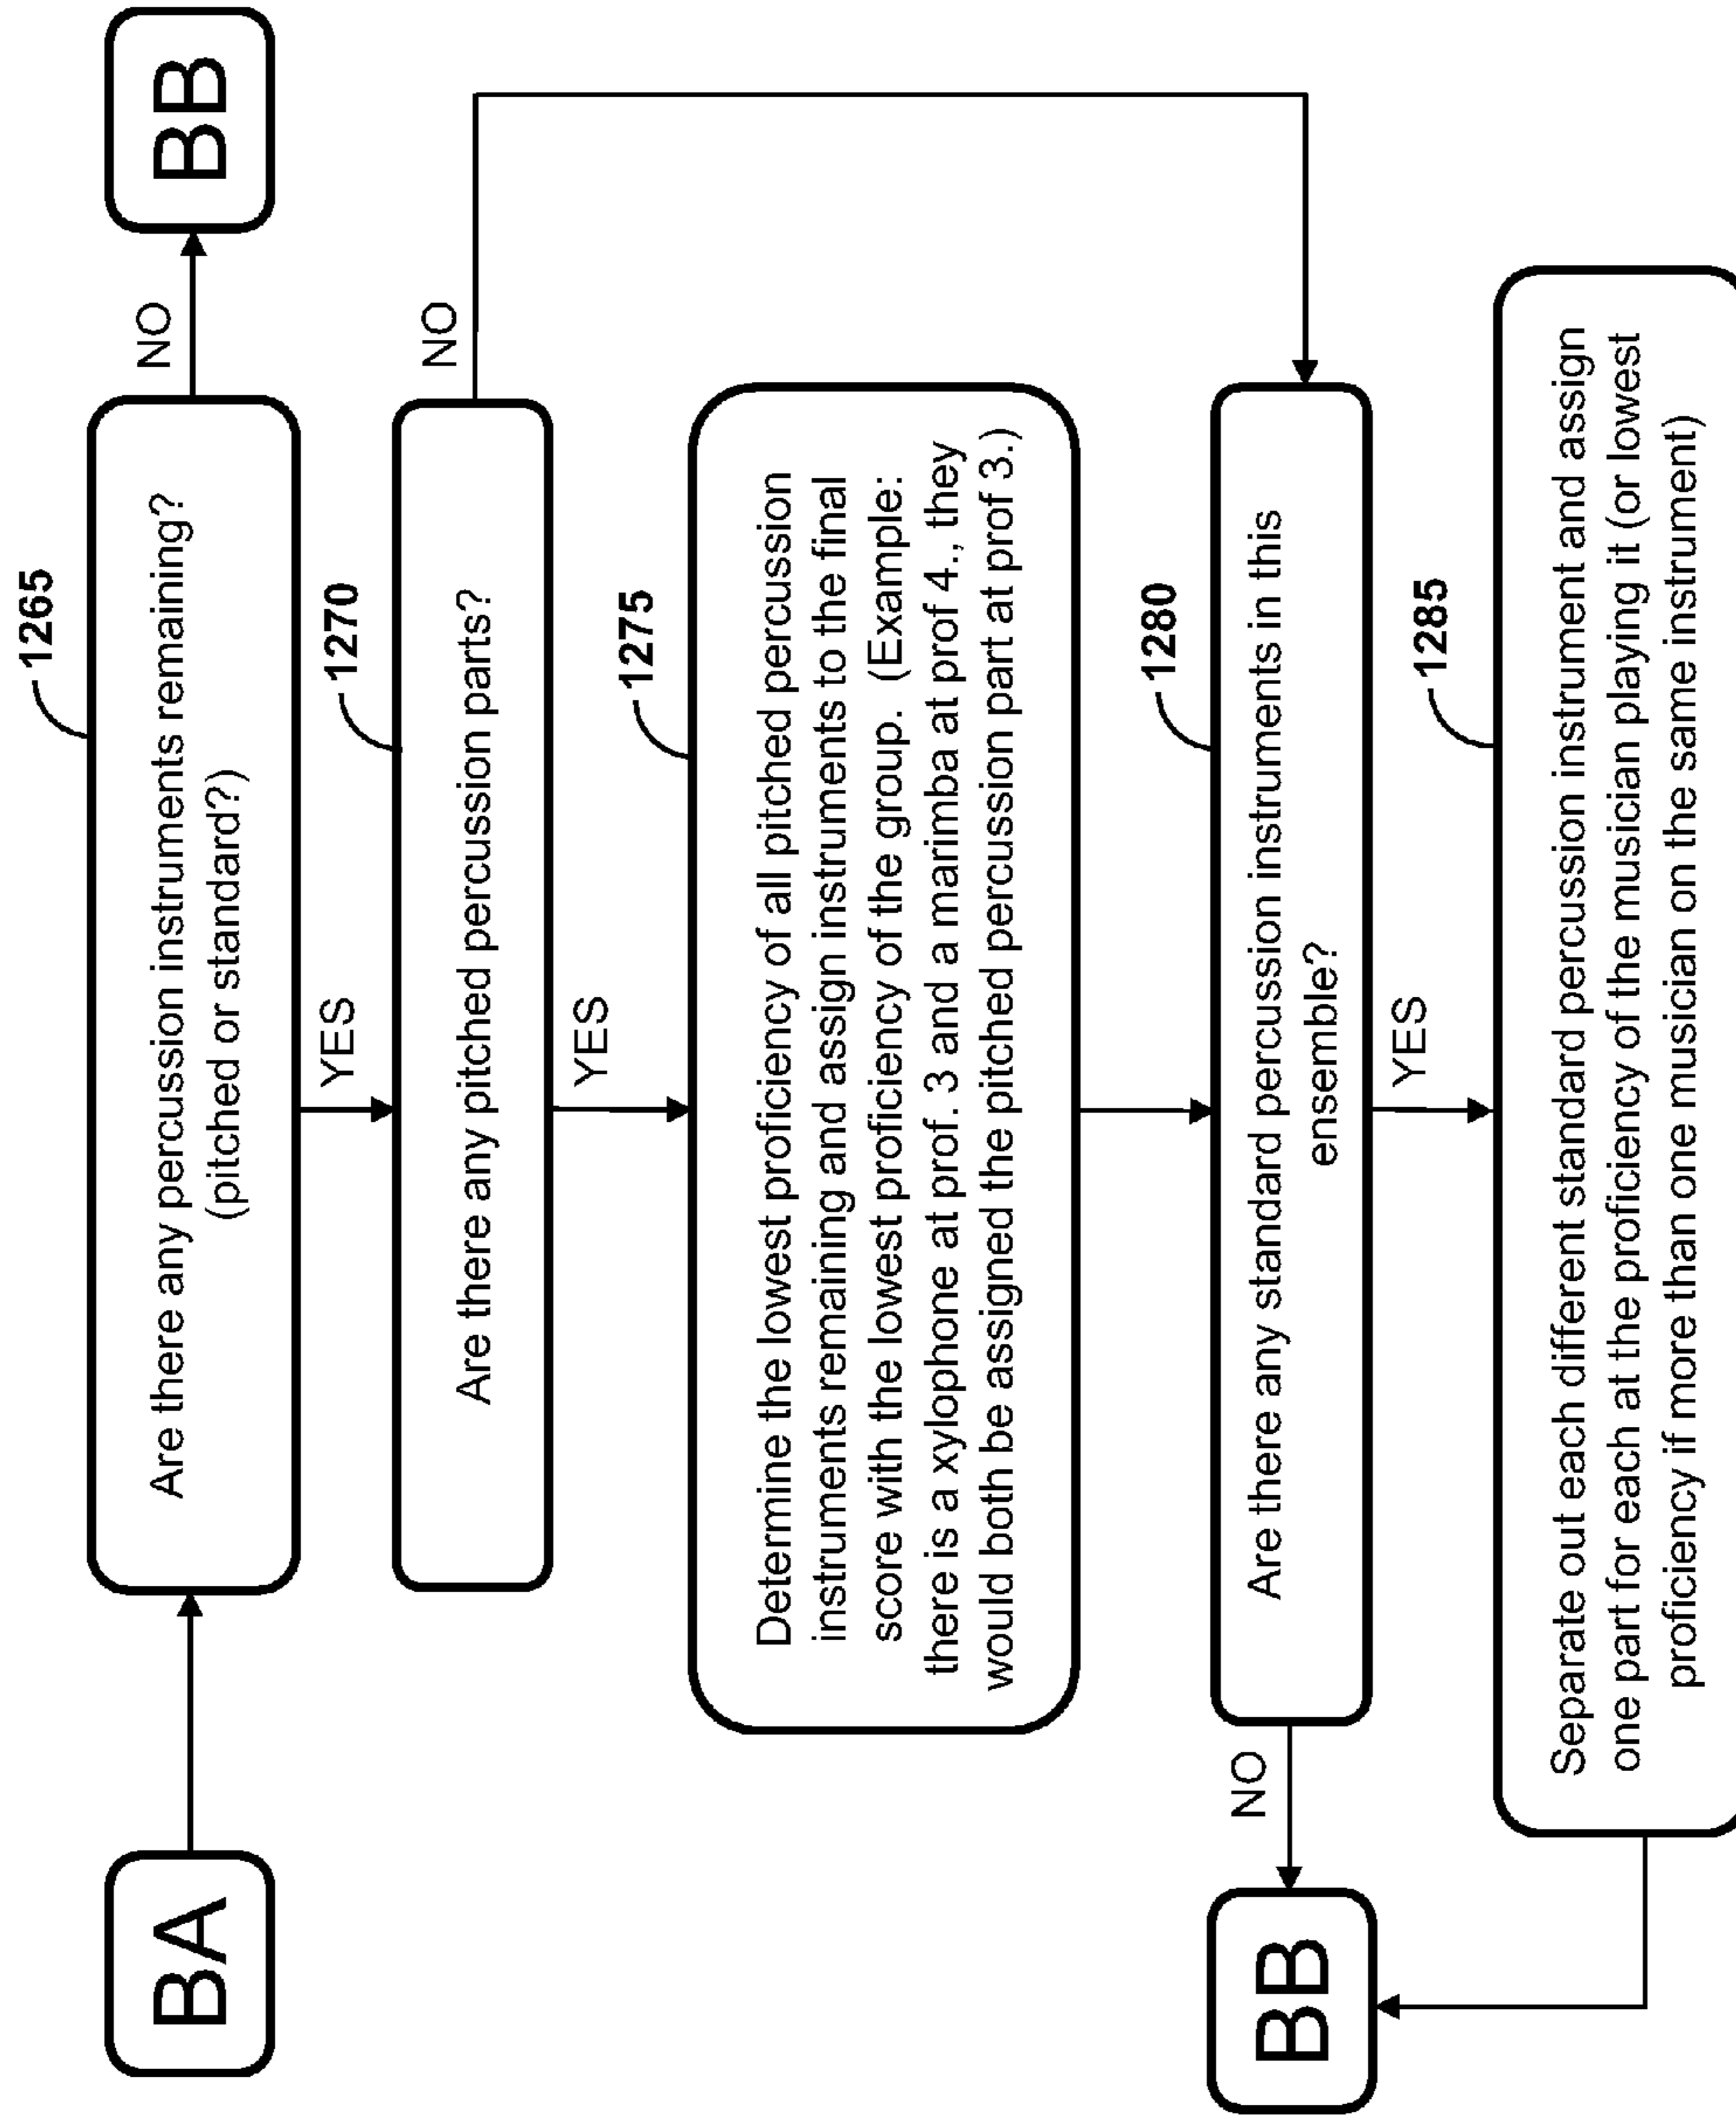 1265
BA
Are there any percussion instruments remaining?
(pitched or standard?)
NO
BB
YES
1270
Are there any pitched percussion parts?
NO
YES
1275
Determine the lowest proficiency of all pitched percussion
instruments remaining and assign instruments to the final
score with the lowest proficiency of the group. (Example:
there is a xylophone at prof. 3 and a marimba at prof 4., they
would both be assigned the pitched percussion part at prof 3.)
1280
Are there any standard percussion instruments in this
ensemble?
NO
BB
YES
1285
Separate out each different standard percussion instrument and assign
one part for each at the proficiency of the musician playing it (or lowest
proficiency if more than one musician on the same instrument)